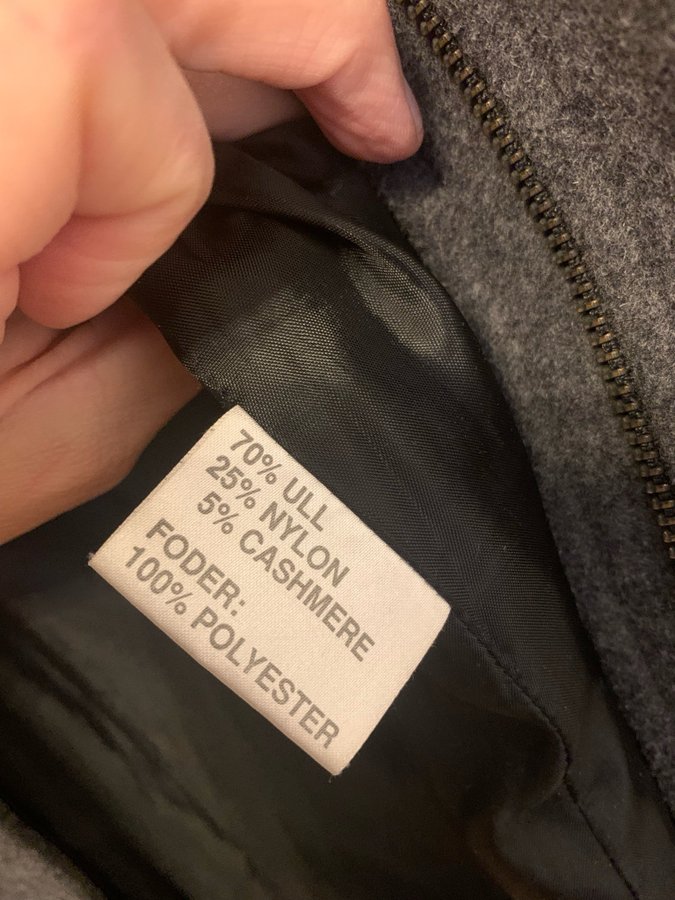 70% ULL
25% NYLON
5% CASHMERE
FODER:
100% POLYESTER